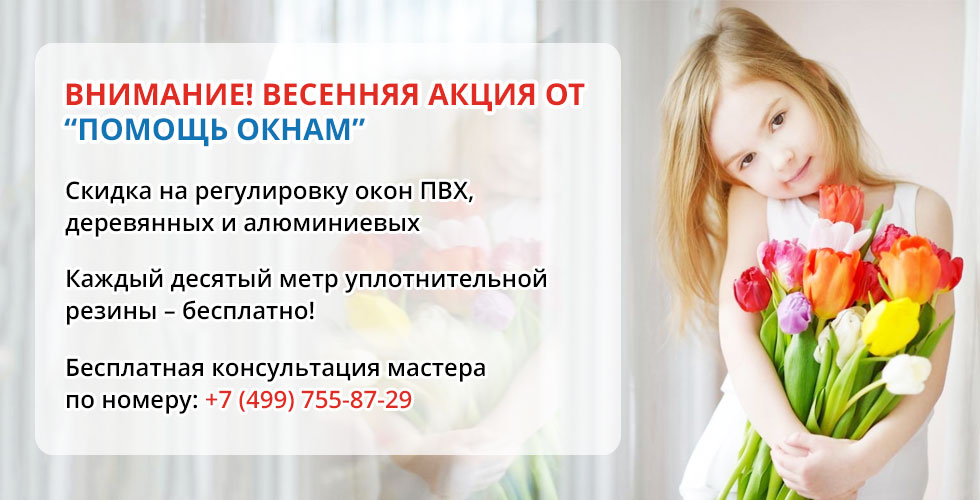 ВНИМАНИЕ! ВЕСЕННЯЯ АКЦИЯ ОТ
“ПОМОЩЬ ОКНАМ”
Скидка на регулировку окон ПВХ,
деревянных и алюминиевых
Каждый десятый метр уплотнительной
резины – бесплатно!
Бесплатная консультация мастера
по номеру: +7 (499) 755-87-29